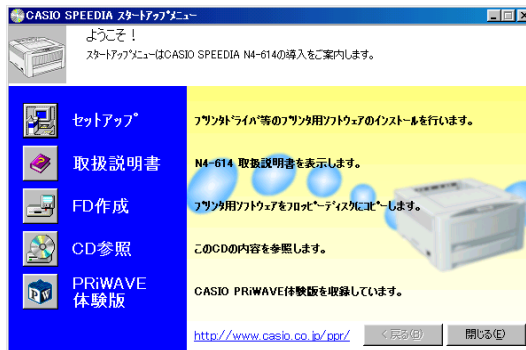 CASIO SPEEDIA ｽﾀｰﾄｱｯﾌﾟﾒﾆｭｰ
ようこそ！
ｽﾀｰﾄｱｯﾌﾟﾒﾆｭｰはCASIO SPEEDIA N4-614の導入をご案内します。
セットアップ
ﾌﾟﾘﾝﾀﾄﾞﾗｲﾊﾞ等のﾌﾟﾘﾝﾀ用ｿﾌﾄｳｪｱのｲﾝｽﾄｰﾙを行います。
取扱説明書
N4-614 取扱説明書を表示します。
FD作成
ﾌﾟﾘﾝﾀ用ｿﾌﾄｳｪｱをﾌﾛｯﾋﾟｰﾃﾞｨｽｸにｺﾋﾟｰします。
CD参照
このCDの内容を参照します。
PRiWAVE
体験版
CASIO PRiWAVE体験版を収録しています。
http://www.casio.co.jp/ppr/
< 戻る(B)
閉じる(E)